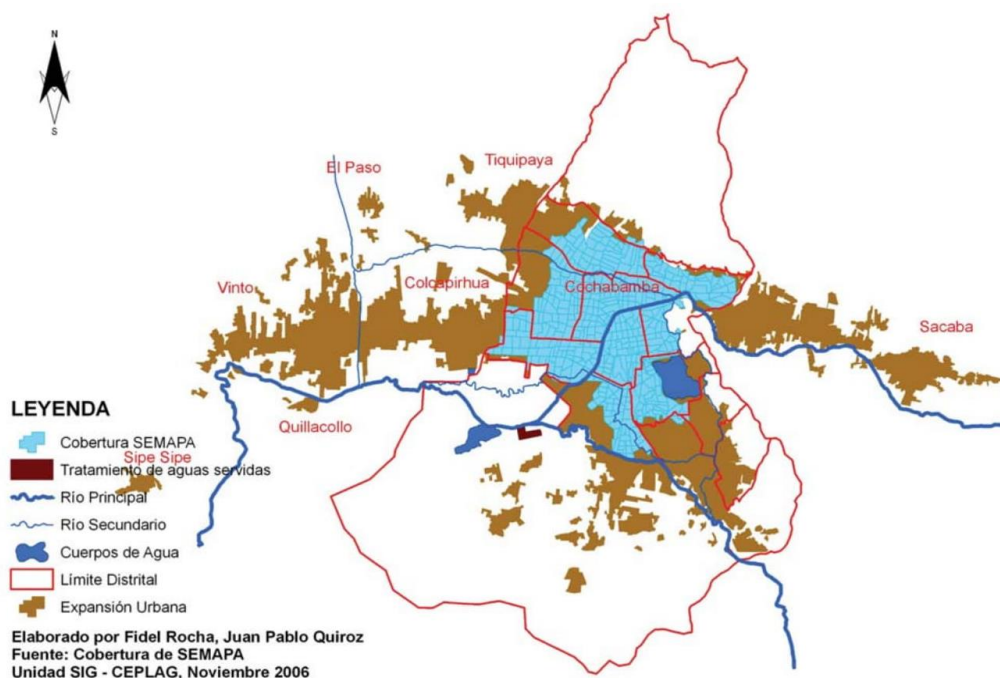 N
S
Tiquipaya
El Paso
Vinto
Colcapirhua
Cochabamba
Sacaba
Quillacollo
Sipe Sipe
LEYENDA
Cobertura SEMAPA
Tratamiento de aguas servidas
Río Principal
Río Secundario
Cuerpos de Agua
Límite Distrital
Expansión Urbana
Elaborado por Fidel Rocha, Juan Pablo Quiroz
Fuente: Cobertura de SEMAPA
Unidad SIG - CEPLAG, Noviembre 2006